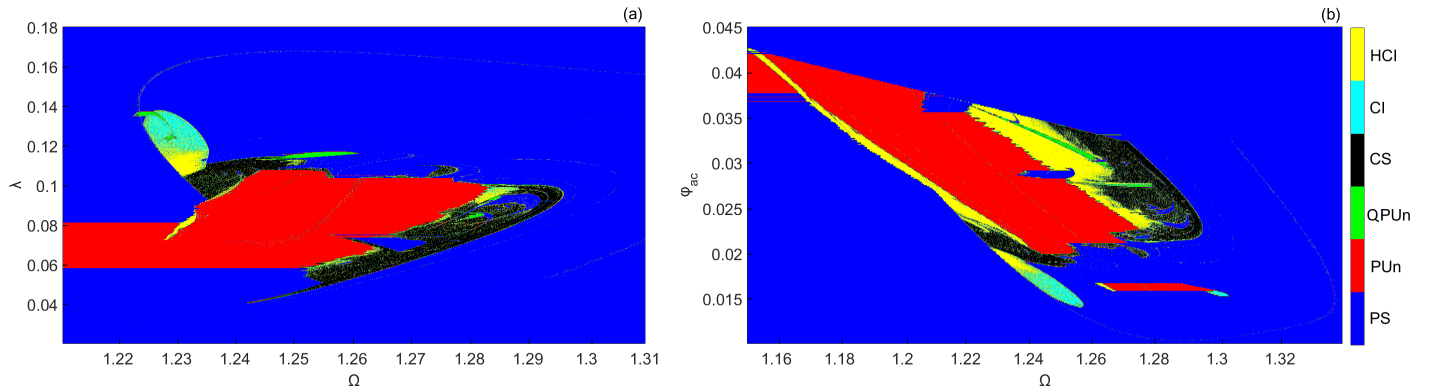 (a)
0.18
0.16
0.14
0.12
0.1
0.08
0.06
0.04
λ
1.22 1.23 1.24 1.25 1.26 1.27 1.28 1.29 1.3 1.31
Ω
(b)
0.045
0.04
0.035
0.03
0.025
0.02
0.015
φac
1.16 1.18 1.2 1.22 1.24 1.26 1.28 1.3 1.32
Ω
HCI
CI
CS
QPUn
PUn
PS